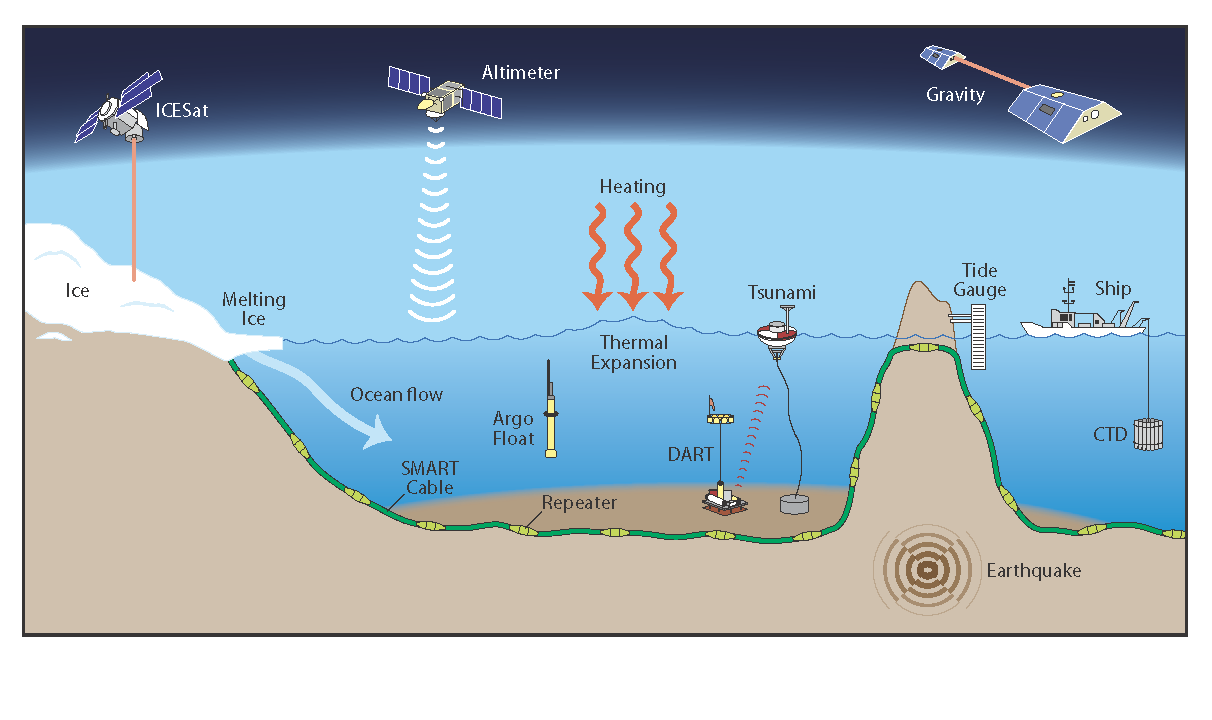 ICESat
Altimeter
Gravity
Heating
Ice
Melting
Ice
Tsunami
Tide
Gauge
Ship
Thermal
Expansion
Ocean flow
Argo
Float
DART
CTD
SMART
Cable
Repeater
Earthquake